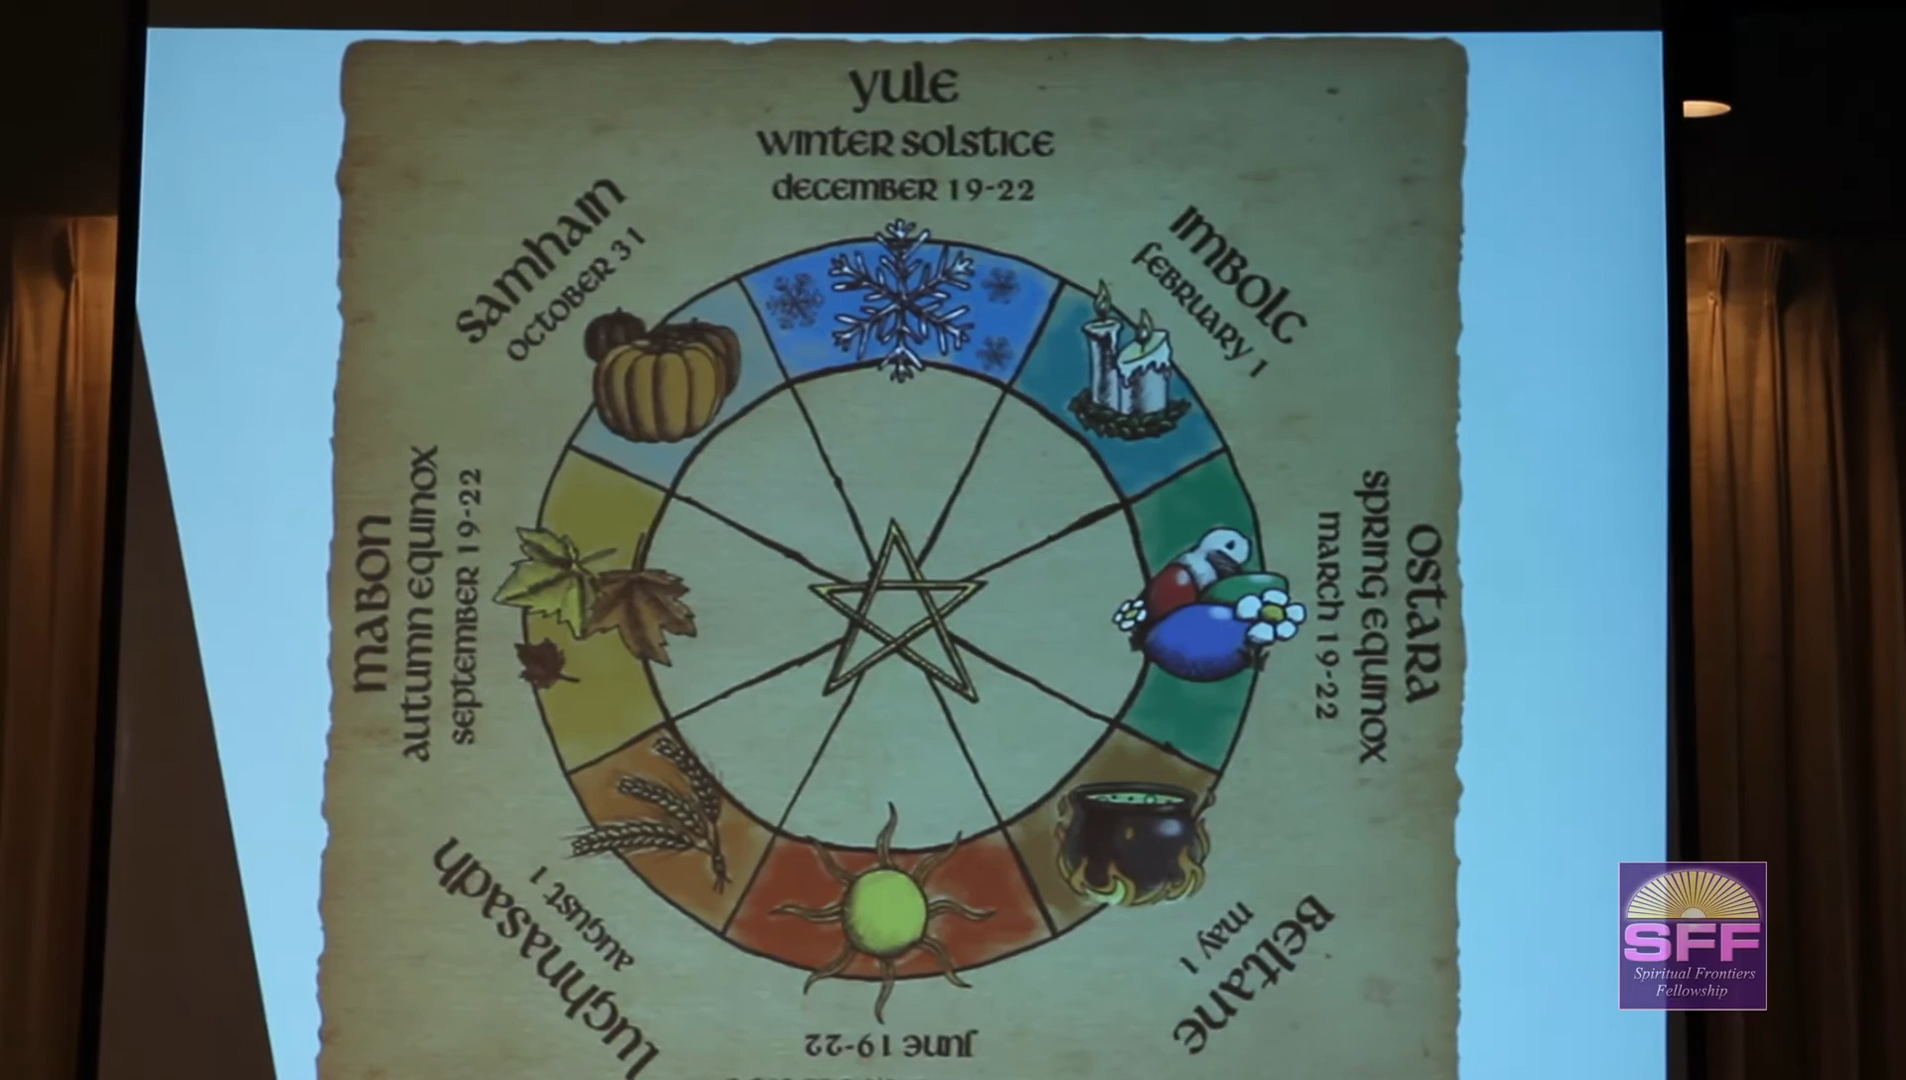 Yule
Winter Solstice
December 19-22
Imbolc
February 1
Ostara
Spring Equinox
March 19-22
Beltane
May 1
June 19-22
Lughnasadh
August 1
Mabon
Autumn Equinox
September 19-22
Samhain
October 31
SFF
Spiritual Frontiers
Fellowship